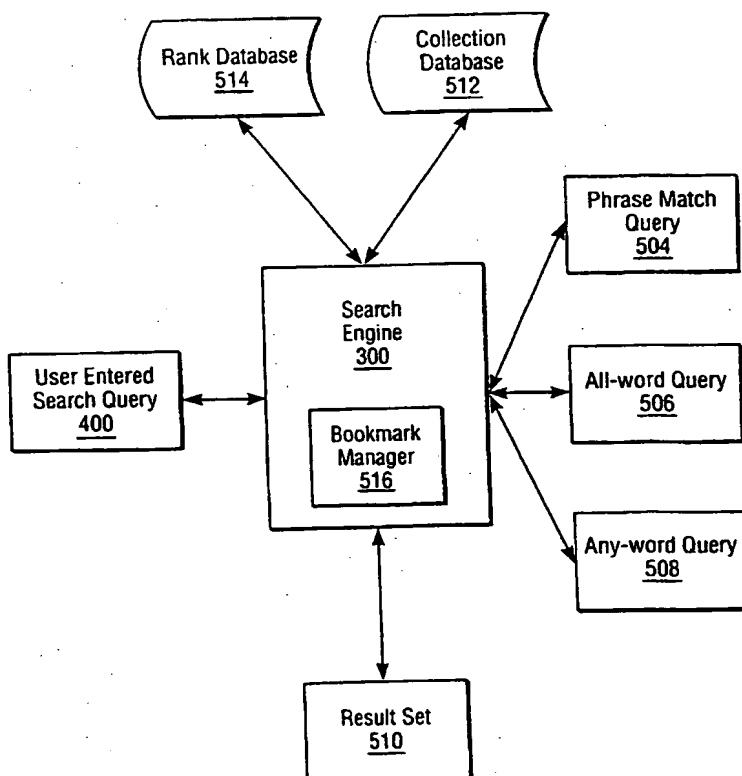 Rank Database
514
Collection
Database
512
Phrase Match
Query
504
Search
Engine
300
User Entered
Search Query
400
All-word Query
506
Bookmark
Manager
516
Any-word Query
508
Result Set
510